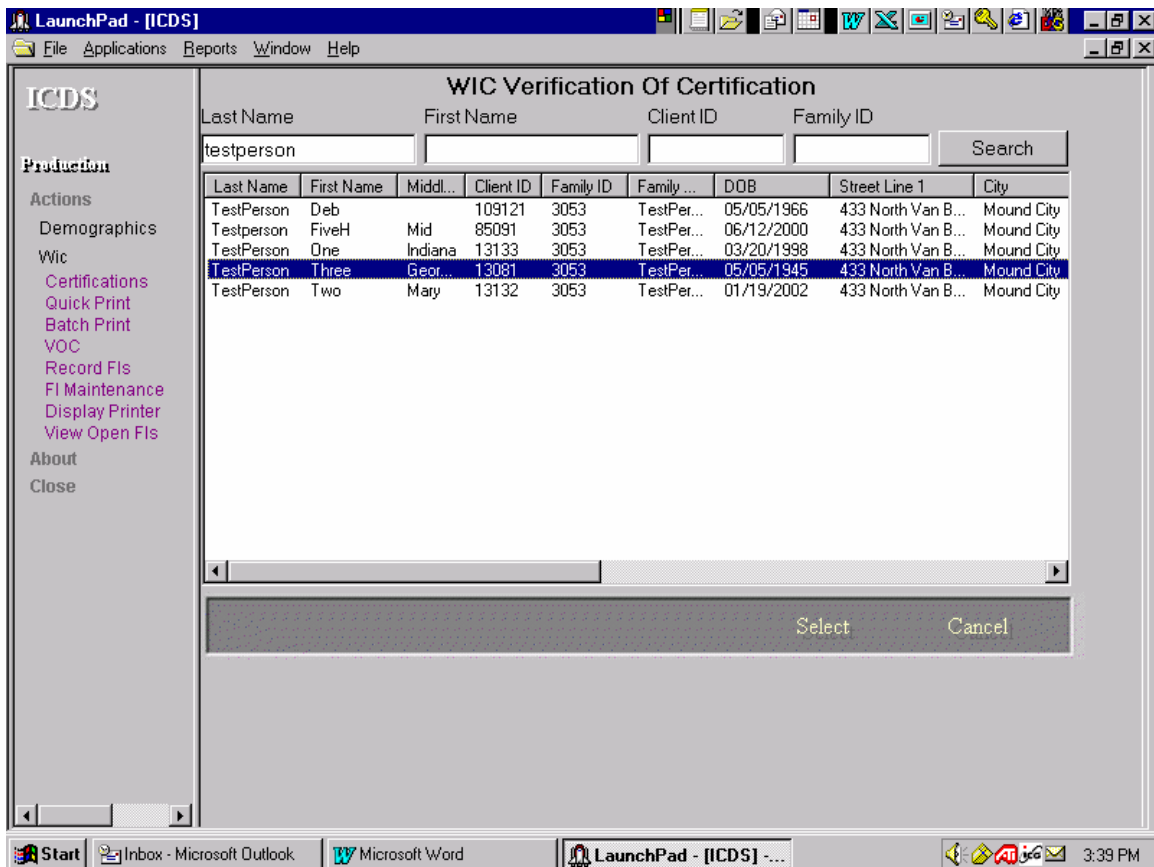 LaunchPad - [ICDS]
File Applications Reports Window Help
ICDS
Production
Actions
Demographics
Wic
Certifications
Quick Print
Batch Print
VOC
Record FIs
FI Maintenance
Display Printer
View Open FIs
About
Close
WIC Verification Of Certification
Last Name First Name Client ID Family ID
testperson Search
Last Name First Name Middl... Client ID Family ID Family ... DOB Street Line 1 City
TestPerson Deb 109121 3053 TestPer... 05/05/1966 433 North Van B... Mound City
Testperson FiveH Mid 85091 3053 TestPer... 06/12/2000 433 North Van B... Mound City
TestPerson One Indiana 13133 3053 TestPer... 03/20/1998 433 North Van B... Mound City
TestPerson Three Geor... 13081 3053 TestPer... 05/05/1945 433 North Van B... Mound City
TestPerson Two Mary 13132 3053 TestPer... 01/19/2002 433 North Van B... Mound City
Select Cancel
Start Inbox - Microsoft Outlook Microsoft Word LaunchPad - [ICDS] -... 3:39 PM